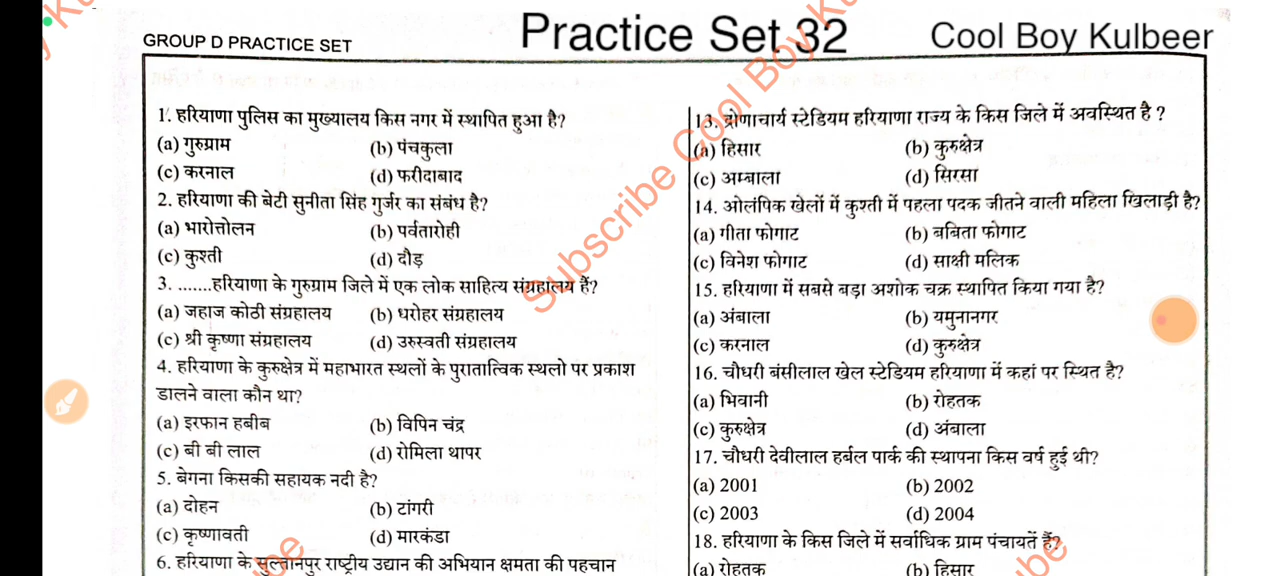 GROUP D PRACTICE SET
Practice Set 32
Cool Boy Kulbeer
1. हरियाणा पुलिस का मुख्यालय किस नगर में स्थापित हुआ है?
(a) गुरुग्राम (b) पंचकुला
(c) करनाल (d) फरीदाबाद
2. हरियाणा की बेटी सुनीता सिंह गुर्जर का संबंध है?
(a) भारोत्तोलन (b) पर्वतारोही
(c) कुश्ती (d) दौड़
3. .......हरियाणा के गुरुग्राम जिले में एक लोक साहित्य संग्रहालय हैं?
(a) जहाज कोठी संग्रहालय (b) धरोहर संग्रहालय
(c) श्री कृष्णा संग्रहालय (d) उरुस्वती संग्रहालय
4. हरियाणा के कुरुक्षेत्र में महाभारत स्थलों के पुरातात्विक स्थलो पर प्रकाश
डालने वाला कौन था?
(a) इरफान हबीब (b) विपिन चंद्र
(c) बी बी लाल (d) रोमिला थापर
5. बेगना किसकी सहायक नदी है?
(a) दोहन (b) टांगरी
(c) कृष्णावती (d) मारकंडा
6. हरियाणा के सुल्तानपुर राष्ट्रीय उद्यान की अभियान क्षमता की पहचान
13. द्रोणाचार्य स्टेडियम हरियाणा राज्य के किस जिले में अवस्थित है ?
(a) हिसार (b) कुरुक्षेत्र
(c) अम्बाला (d) सिरसा
14. ओलंपिक खेलों में कुश्ती में पहला पदक जीतने वाली महिला खिलाड़ी है?
(a) गीता फोगाट (b) बबिता फोगाट
(c) विनेश फोगाट (d) साक्षी मलिक
15. हरियाणा में सबसे बड़ा अशोक चक्र स्थापित किया गया है?
(a) अंबाला (b) यमुनानगर
(c) करनाल (d) कुरुक्षेत्र
16. चौधरी बंसीलाल खेल स्टेडियम हरियाणा में कहां पर स्थित है?
(a) भिवानी (b) रोहतक
(c) कुरुक्षेत्र (d) अंबाला
17. चौधरी देवीलाल हर्बल पार्क की स्थापना किस वर्ष हुई थी?
(a) 2001 (b) 2002
(c) 2003 (d) 2004
18. हरियाणा के किस जिले में सर्वाधिक ग्राम पंचायतें हैं?
(a) रोहतक (b) हिसार
Subscribe Cool Boy